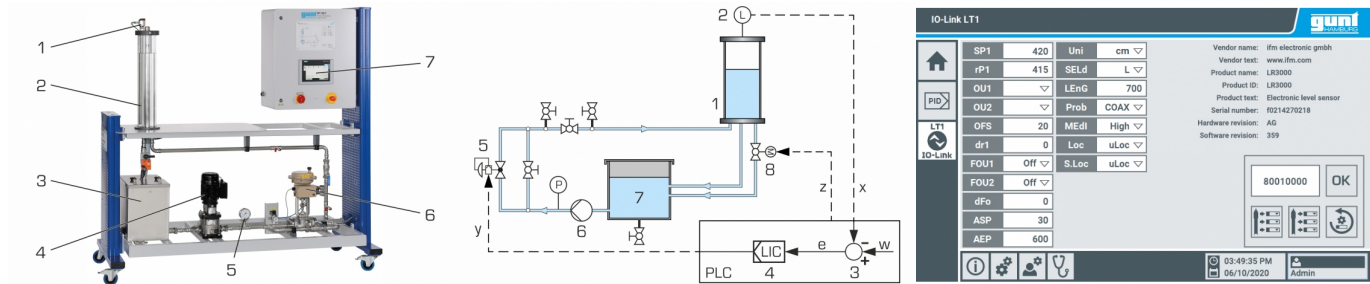 1
2
3
4
5
6
7
2 L
1
5
P
7
8
6
y
z
x
e
w
LIC
PLC
4
3
-
+
IO-Link LT1
gunt
HAMBURG
SP1 420 Uni cm
rP1 415 SELd L
OU1 LEnG 700
OU2 Prob COAX
OFS 20 MEdI High
dr1 0 Loc uLoc
FOU1 Off S.Loc uLoc
FOU2 Off
dFo 0
ASP 30
AEP 600
PID
LT1
IO-Link
Vendor name: ifm electronic gmbh
Vendor text: www.ifm.com
Product name: LR3000
Product ID: LR3000
Product text: Electronic level sensor
Serial number: f0214270218
Hardware revision: AG
Software revision: 359
80010000 OK
03:49:35 PM
06/10/2020
Admin